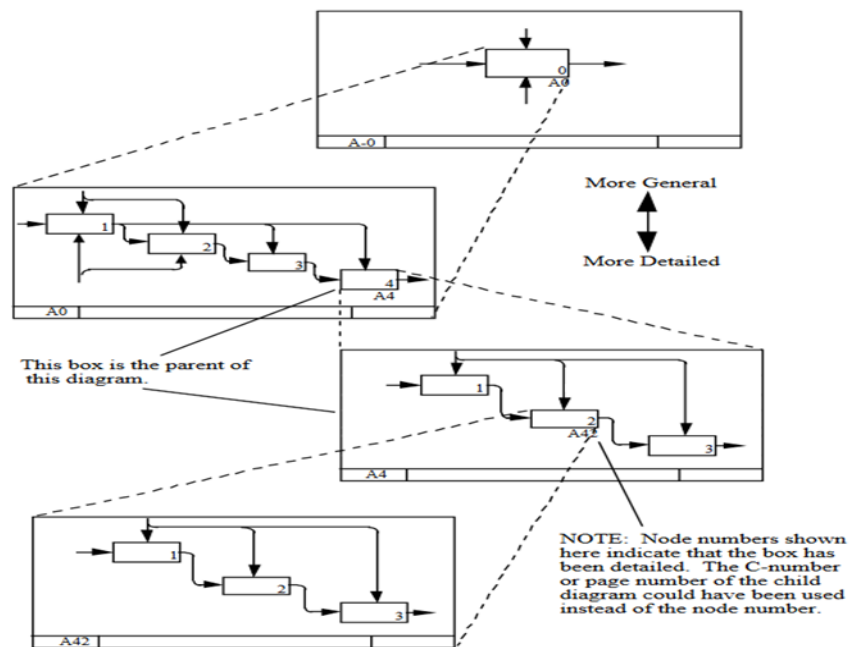 0
A0
A-0
More General
More Detailed
1
2
3
4
A4
A0
This box is the parent of
this diagram.
1
2
A42
3
A4
NOTE: Node numbers shown
here indicate that the box has
been detailed. The C-number
or page number of the child
diagram could have been used
instead of the node number.
1
2
3
A42